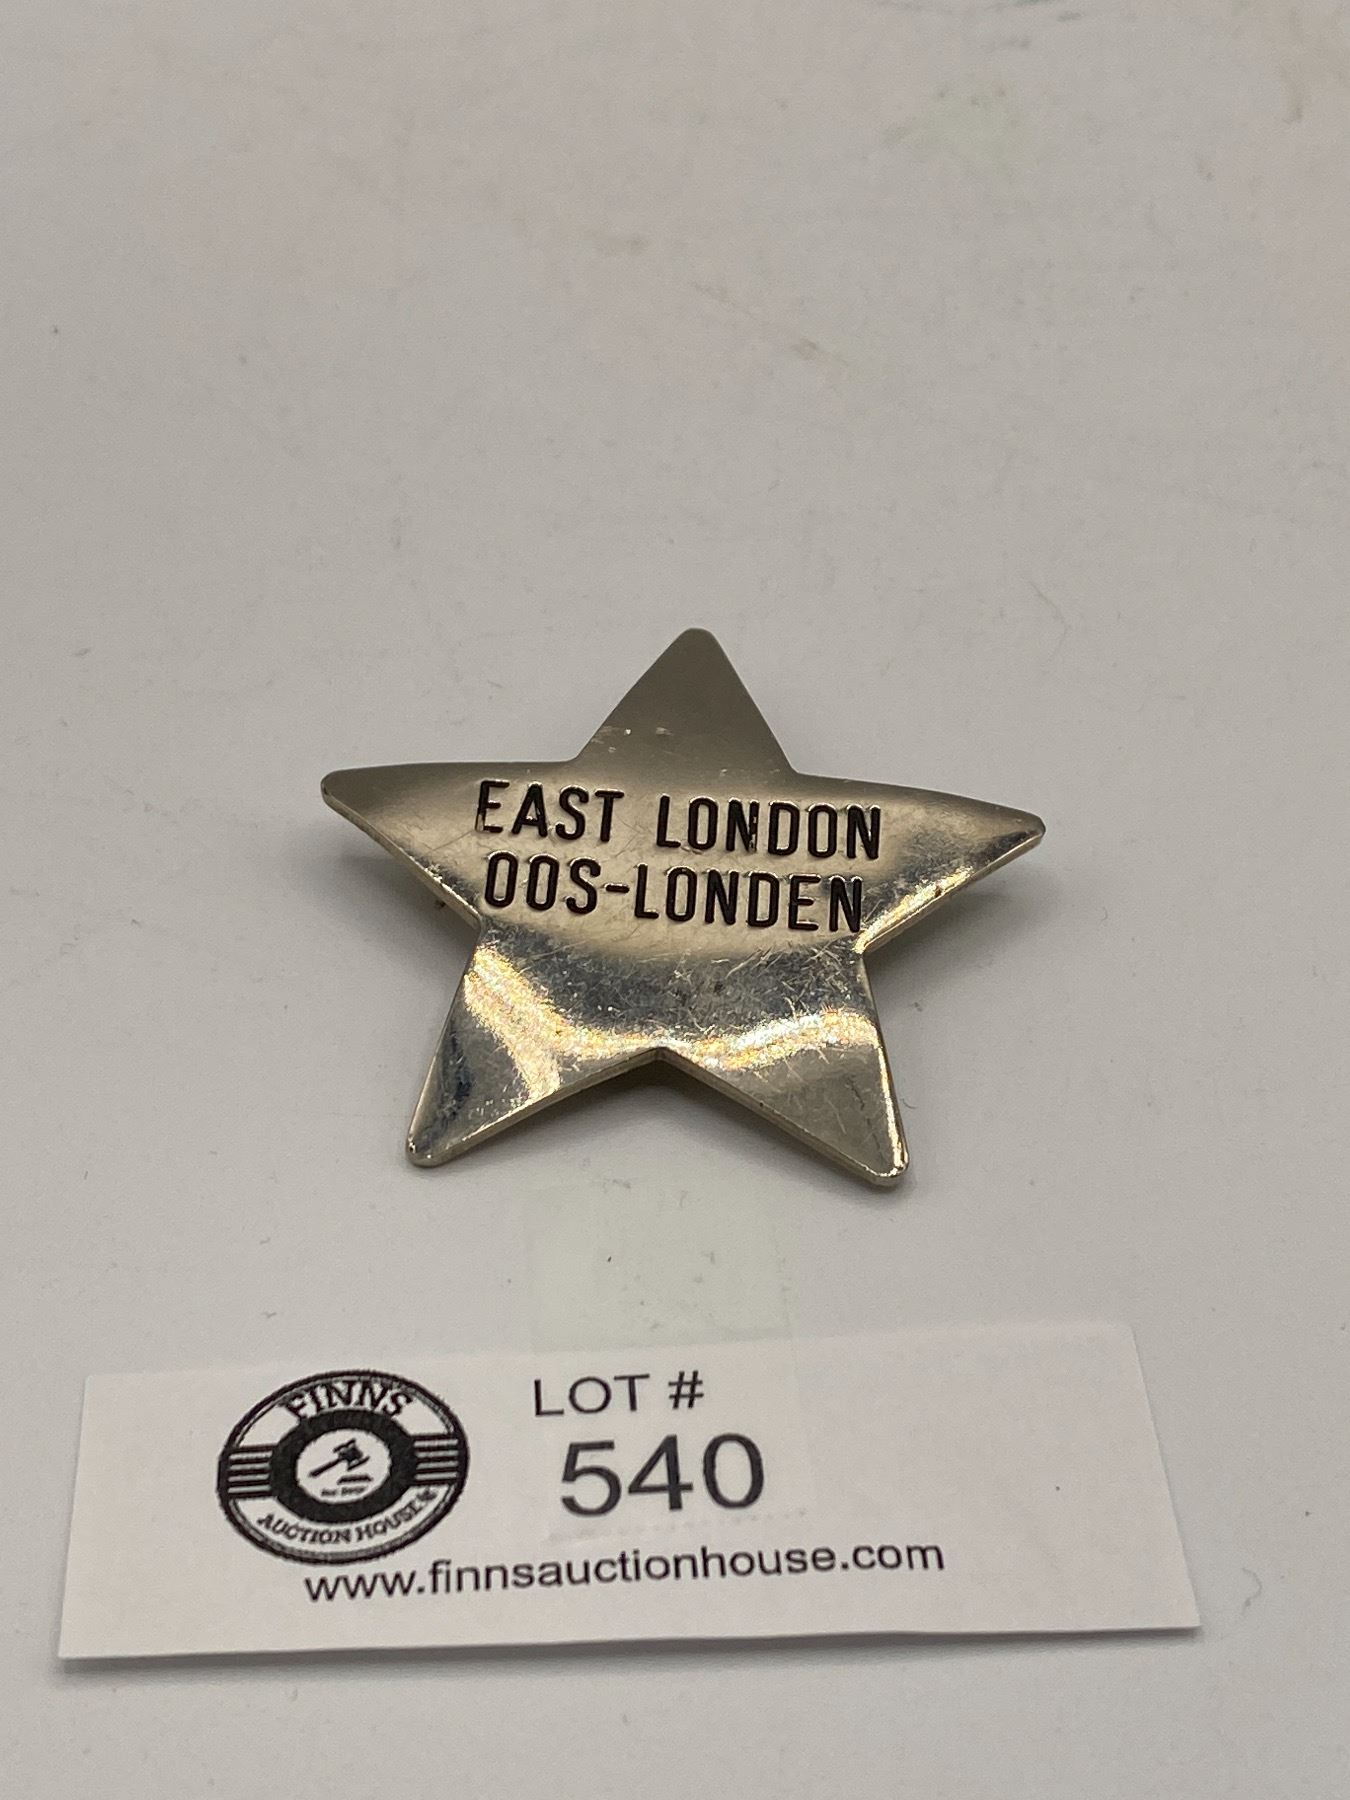 EAST LONDON
OOS-LONDEN
FINNS
AUCTION HOUSE
LOT #
540
www.finnsauctionhouse.com